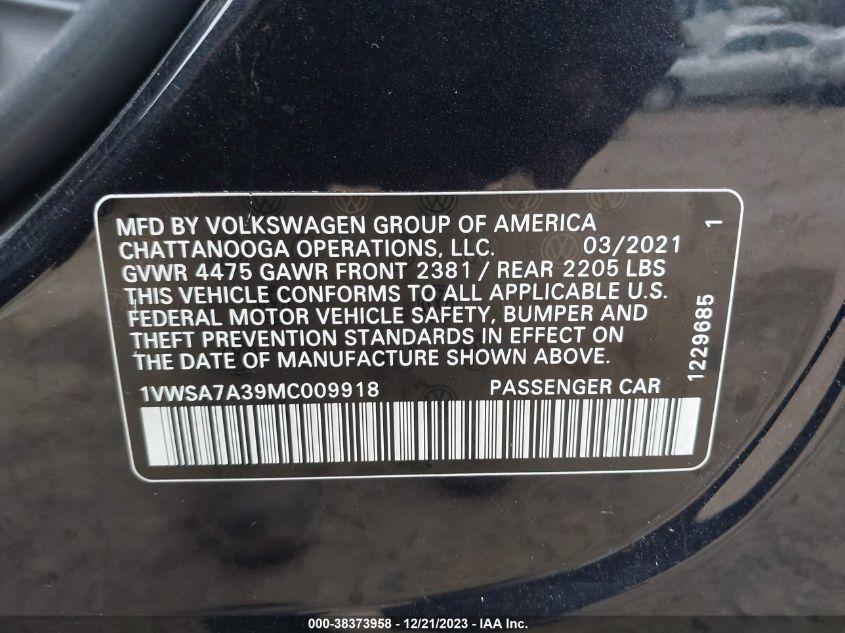 MFD BY VOLKSWAGEN GROUP OF AMERICA
CHATTANOOGA OPERATIONS, LLC. 03/2021
GVWR 4475 GAWR FRONT 2381 / REAR 2205 LBS
THIS VEHICLE CONFORMS TO ALL APPLICABLE U.S.
FEDERAL MOTOR VEHICLE SAFETY, BUMPER AND
THEFT PREVENTION STANDARDS IN EFFECT ON
THE DATE OF MANUFACTURE SHOWN ABOVE.
1VWSA7A39MC009918 PASSENGER CAR
1229685 1
000-38373958 - 12/21/2023 - IAA Inc.